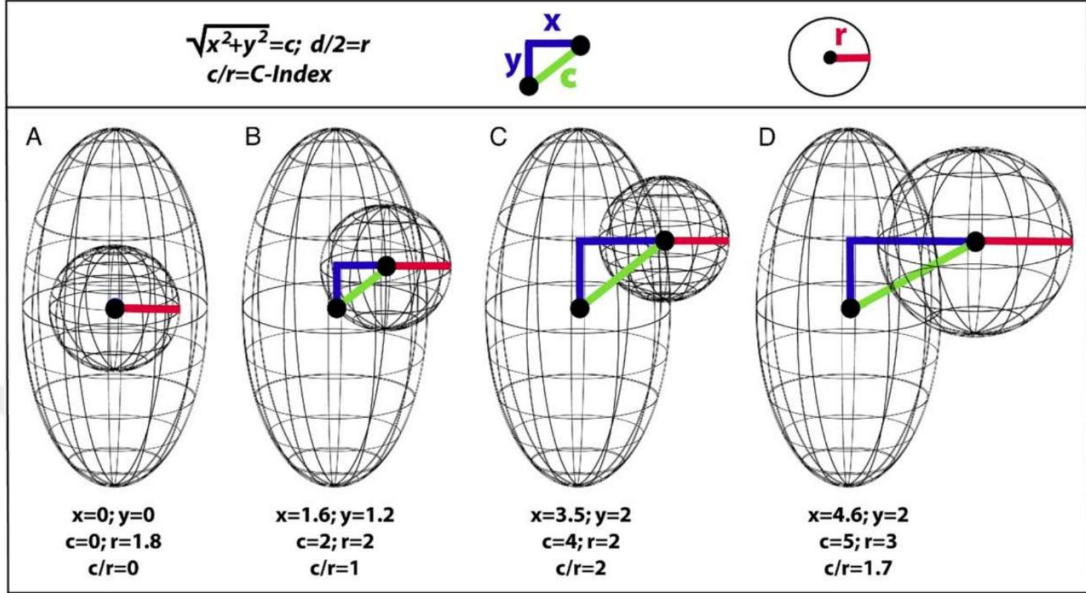 √x²+y²=c; d/2=r
c/r=C-Index
x
y
c
r
A
B
C
D
x=0; y=0
c=0; r=1.8
c/r=0
x=1.6; y=1.2
c=2; r=2
c/r=1
x=3.5; y=2
c=4; r=2
c/r=2
x=4.6; y=2
c=5; r=3
c/r=1.7